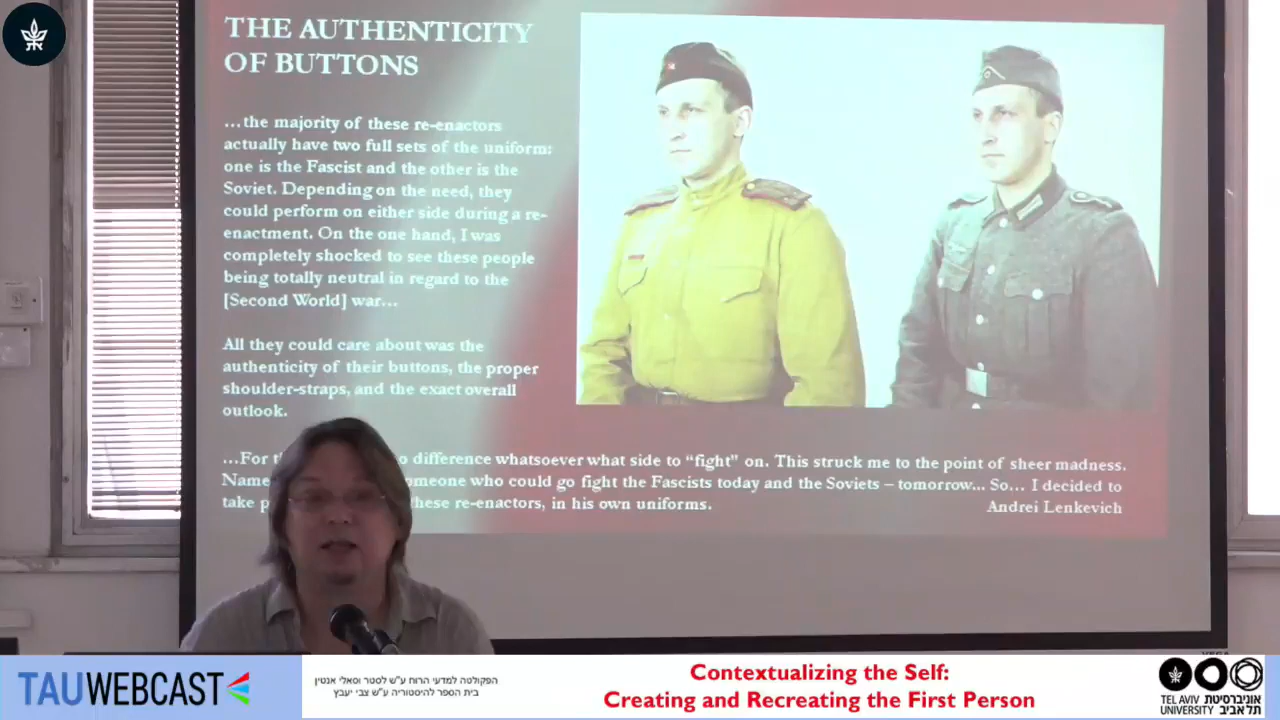 THE AUTHENTICITY
OF BUTTONS
…the majority of these re-enactors
actually have two full sets of the uniform:
one is the Fascist and the other is the
Soviet. Depending on the need, they
could perform on either side during a re-
enactment. On the one hand, I was
completely shocked to see these people
being totally neutral in regard to the
[Second World] war…
All they could care about was the
authenticity of their buttons, the proper
shoulder-straps, and the exact overall
outlook.
…For difference whatsoever what side to “fight” on. This struck me to the point of sheer madness.
Name who could go fight the Fascists today and the Soviets – tomorrow... So… I decided to
take re-enactors, in his own uniforms.
Andrei Lenkevich
TAUWEBCAST
הפקולטה למדעי הרוח ע"ש לסטר וסאלי אנטין
בית הספר להיסטוריה ע"ש צבי יעבץ
Contextualizing the Self:
Creating and Recreating the First Person
TEL AVIV אוניברסיטת
UNIVERSITY תל אביב